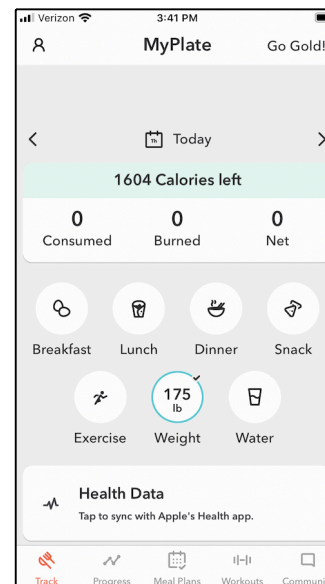 Verizon 3:41 PM
MyPlate Go Gold!
Th Today
1604 Calories left
0 0 0
Consumed Burned Net
Breakfast Lunch Dinner Snack
175
lb
Exercise Weight Water
Health Data
Tap to sync with Apple's Health app.
Track Progress Meal Plans Workouts Communi